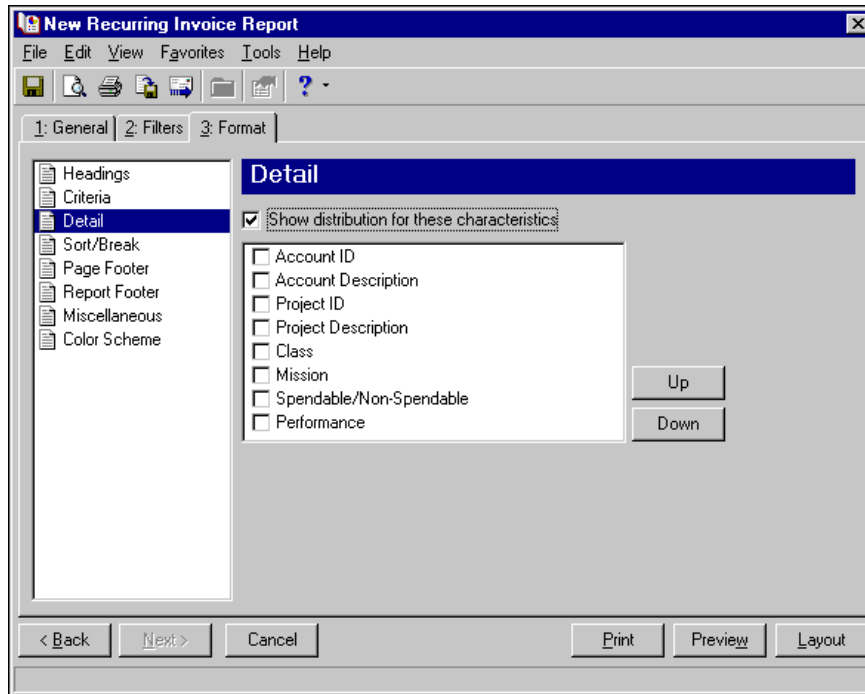 New Recurring Invoice Report
File Edit View Favorites Tools Help
?
1: General 2: Filters 3: Format
Headings
Criteria
Detail
Sort/Break
Page Footer
Report Footer
Miscellaneous
Color Scheme
Detail
Show distribution for these characteristics
Account ID
Account Description
Project ID
Project Description
Class
Mission
Spendable/Non-Spendable
Performance
Up
Down
< Back Next > Cancel Print Preview Layout